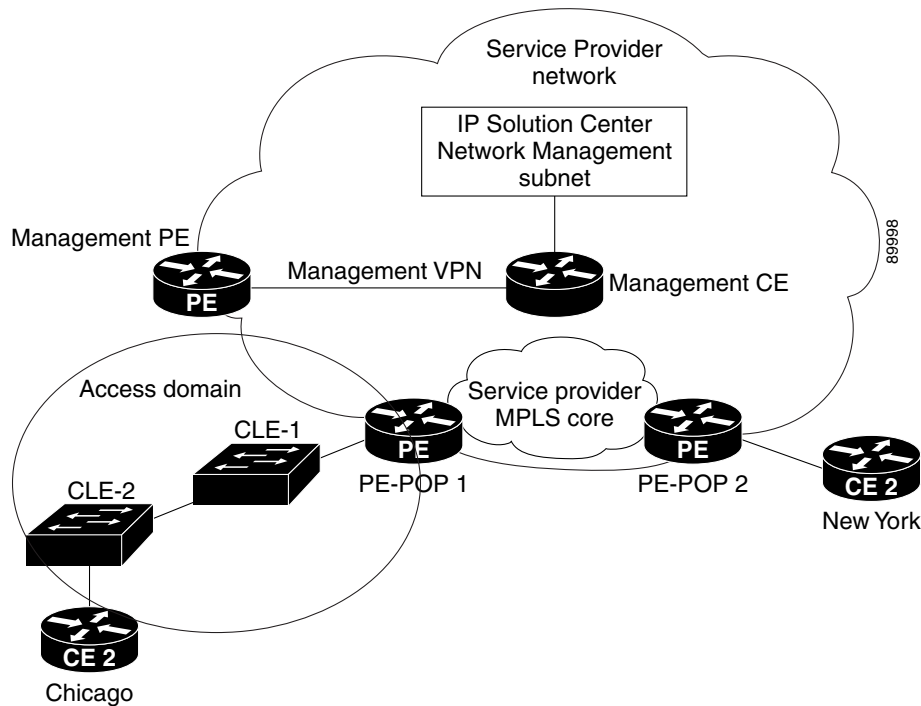 Service Provider
network
IP Solution Center
Network Management
subnet
89998
Management PE
PE
Management VPN
Management CE
Access domain
Service provider
MPLS core
CLE-1
PE
PE-POP 1
PE
PE-POP 2
CLE-2
CE 2
New York
CE 2
Chicago